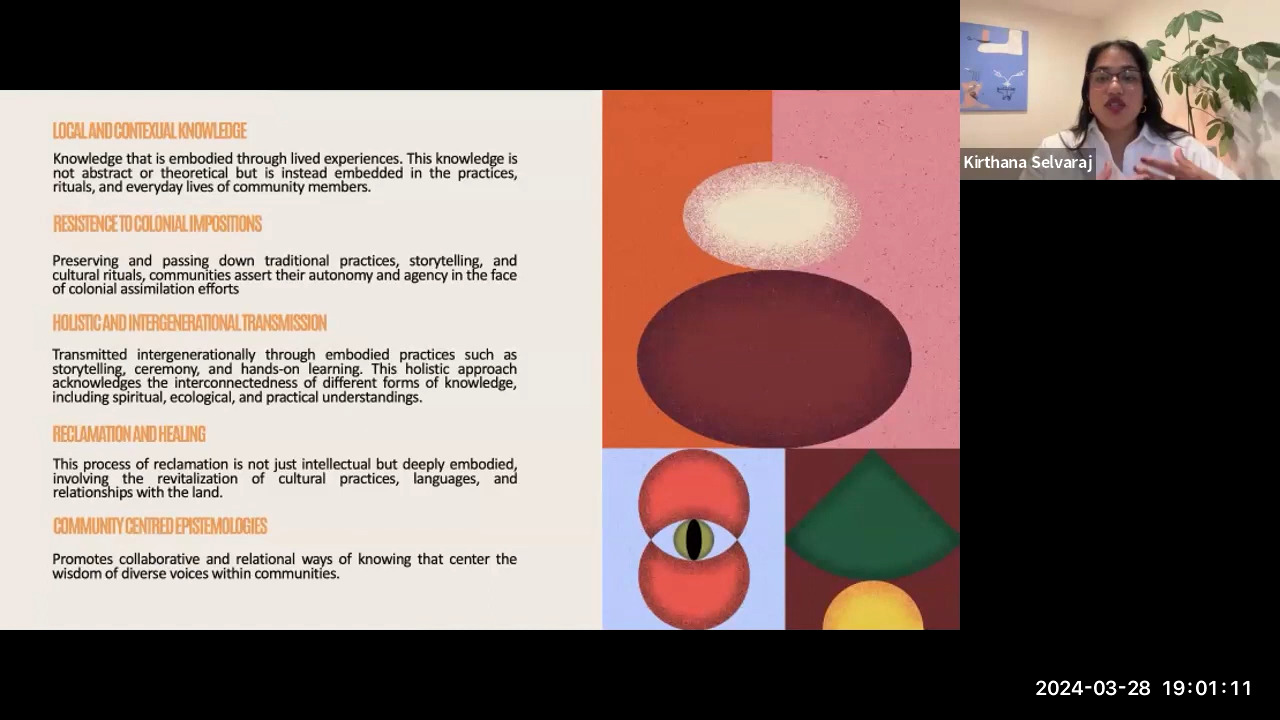 LOCAL AND CONTEXUAL KNOWLEDGE
Knowledge that is embodied through lived experiences. This knowledge is
not abstract or theoretical but is instead embedded in the practices,
rituals, and everyday lives of community members.
RESISTENCE TO COLONIAL IMPOSITIONS
Preserving and passing down traditional practices, storytelling, and
cultural rituals, communities assert their autonomy and agency in the face
of colonial assimilation efforts
HOLISTIC AND INTERGENERATIONAL TRANSMISSION
Transmitted intergenerationally through embodied practices such as
storytelling, ceremony, and hands-on learning. This holistic approach
acknowledges the interconnectedness of different forms of knowledge,
including spiritual, ecological, and practical understandings.
RECLAMATION AND HEALING
This process of reclamation is not just intellectual but deeply embodied,
involving the revitalization of cultural practices, languages, and
relationships with the land.
COMMUNITY CENTRED EPISTEMOLOGIES
Promotes collaborative and relational ways of knowing that center the
wisdom of diverse voices within communities.
Kirthana Selvaraj
2024-03-28 19:01:11